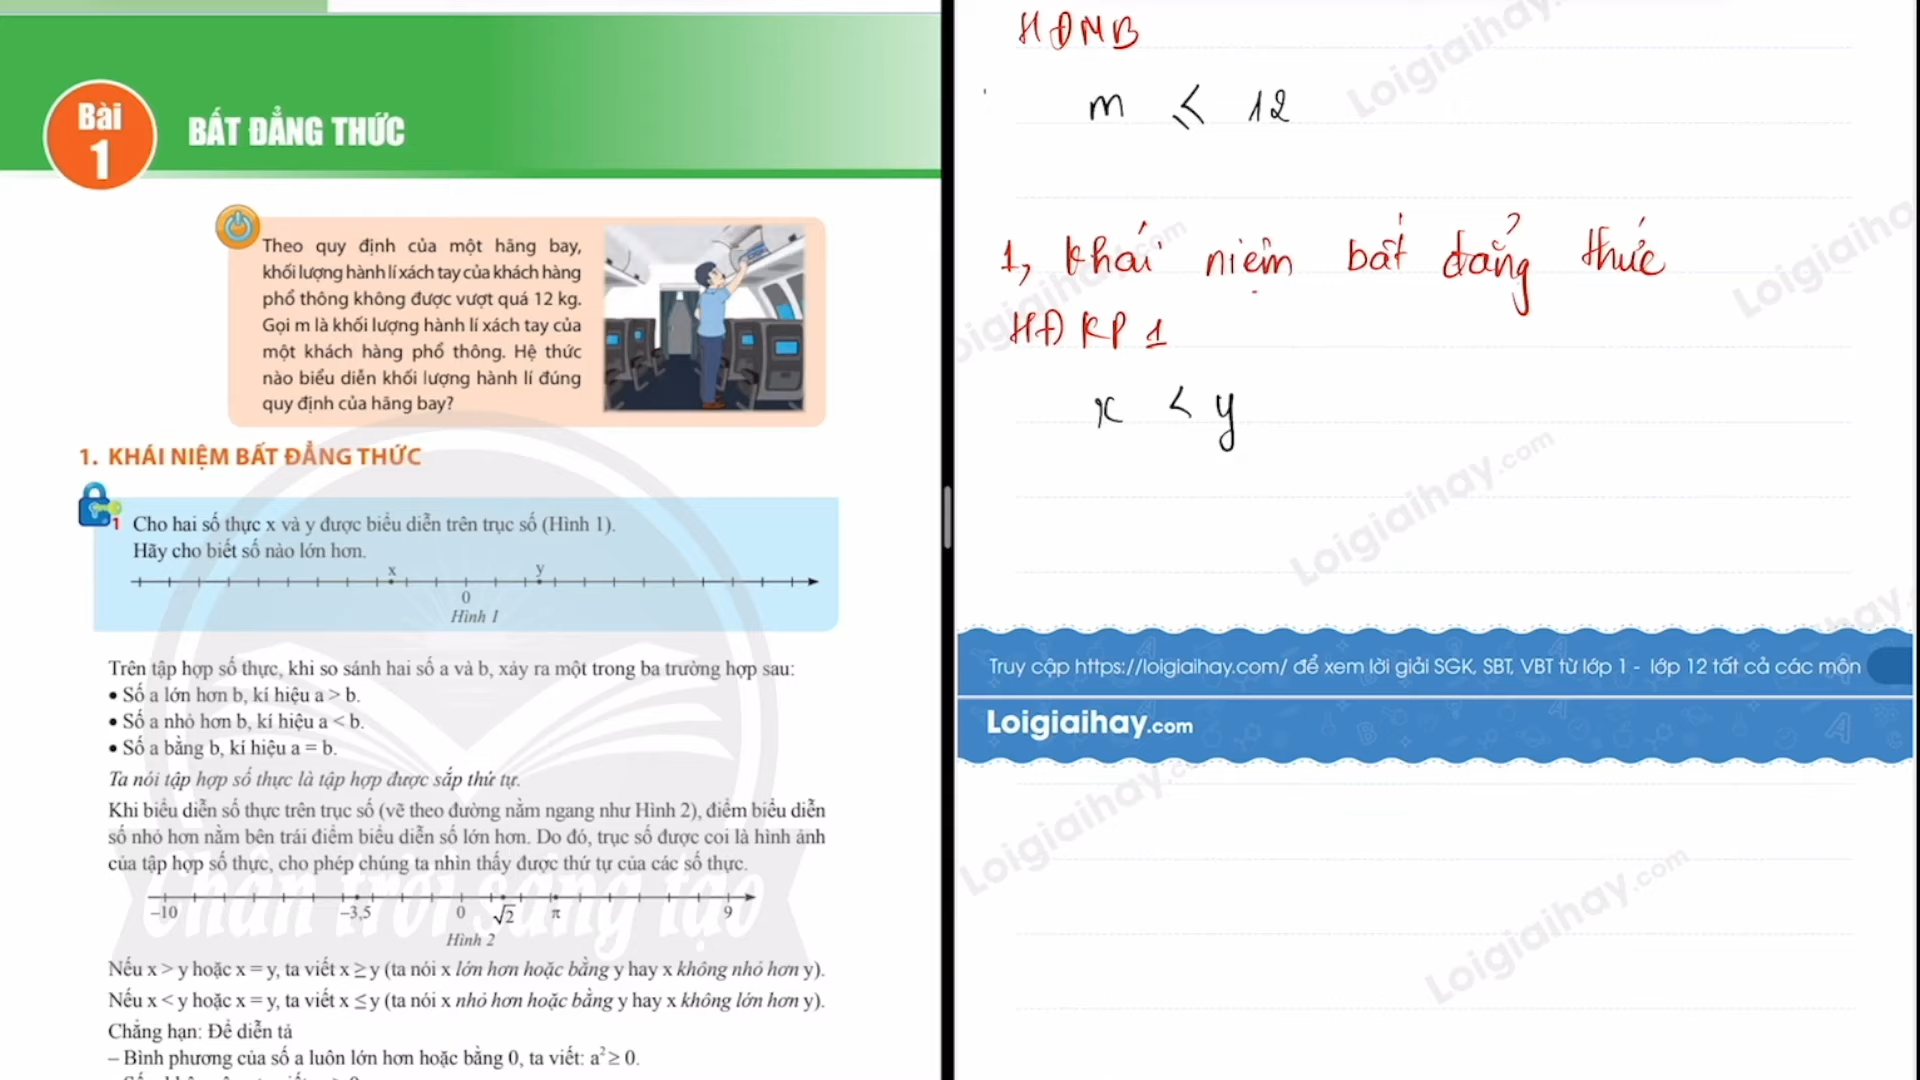 Bài
1
BẤT ĐẲNG THỨC
Theo quy định của một hãng bay,
khối lượng hành lí xách tay của khách hàng
phổ thông không được vượt quá 12 kg.
Gọi m là khối lượng hành lí xách tay của
một khách hàng phổ thông. Hệ thức
nào biểu diễn khối lượng hành lí đúng
quy định của hãng bay?
1. KHÁI NIỆM BẤT ĐẲNG THỨC
1 Cho hai số thực x và y được biểu diễn trên trục số (Hình 1).
Hãy cho biết số nào lớn hơn.
x y
0
Hình 1
Trên tập hợp số thực, khi so sánh hai số a và b, xảy ra một trong ba trường hợp sau:
• Số a lớn hơn b, kí hiệu a > b.
• Số a nhỏ hơn b, kí hiệu a < b.
• Số a bằng b, kí hiệu a = b.
Ta nói tập hợp số thực là tập hợp được sắp thứ tự.
Khi biểu diễn số thực trên trục số (vẽ theo đường nằm ngang như Hình 2), điểm biểu diễn
số nhỏ hơn nằm bên trái điểm biểu diễn số lớn hơn. Do đó, trục số được coi là hình ảnh
của tập hợp số thực, cho phép chúng ta nhìn thấy được thứ tự của các số thực.
–10 –3,5 0 √2 π 9
Hình 2
Chân trời sáng tạo
Nếu x > y hoặc x = y, ta viết x ≥ y (ta nói x lớn hơn hoặc bằng y hay x không nhỏ hơn y).
Nếu x < y hoặc x = y, ta viết x ≤ y (ta nói x nhỏ hơn hoặc bằng y hay x không lớn hơn y).
Chẳng hạn: Để diễn tả
– Bình phương của số a luôn lớn hơn hoặc bằng 0, ta viết: a² ≥ 0.
HĐMB
m ≤ 12
1, Khái niệm bất đẳng thức
HĐKP 1
x < y
Truy cập https://loigiaihay.com/ để xem lời giải SGK, SBT, VBT từ lớp 1 - lớp 12 tất cả các môn
Loigiaihay.com
Loigiaihay.com
Loigiaihay.com
Loigiaihay.com